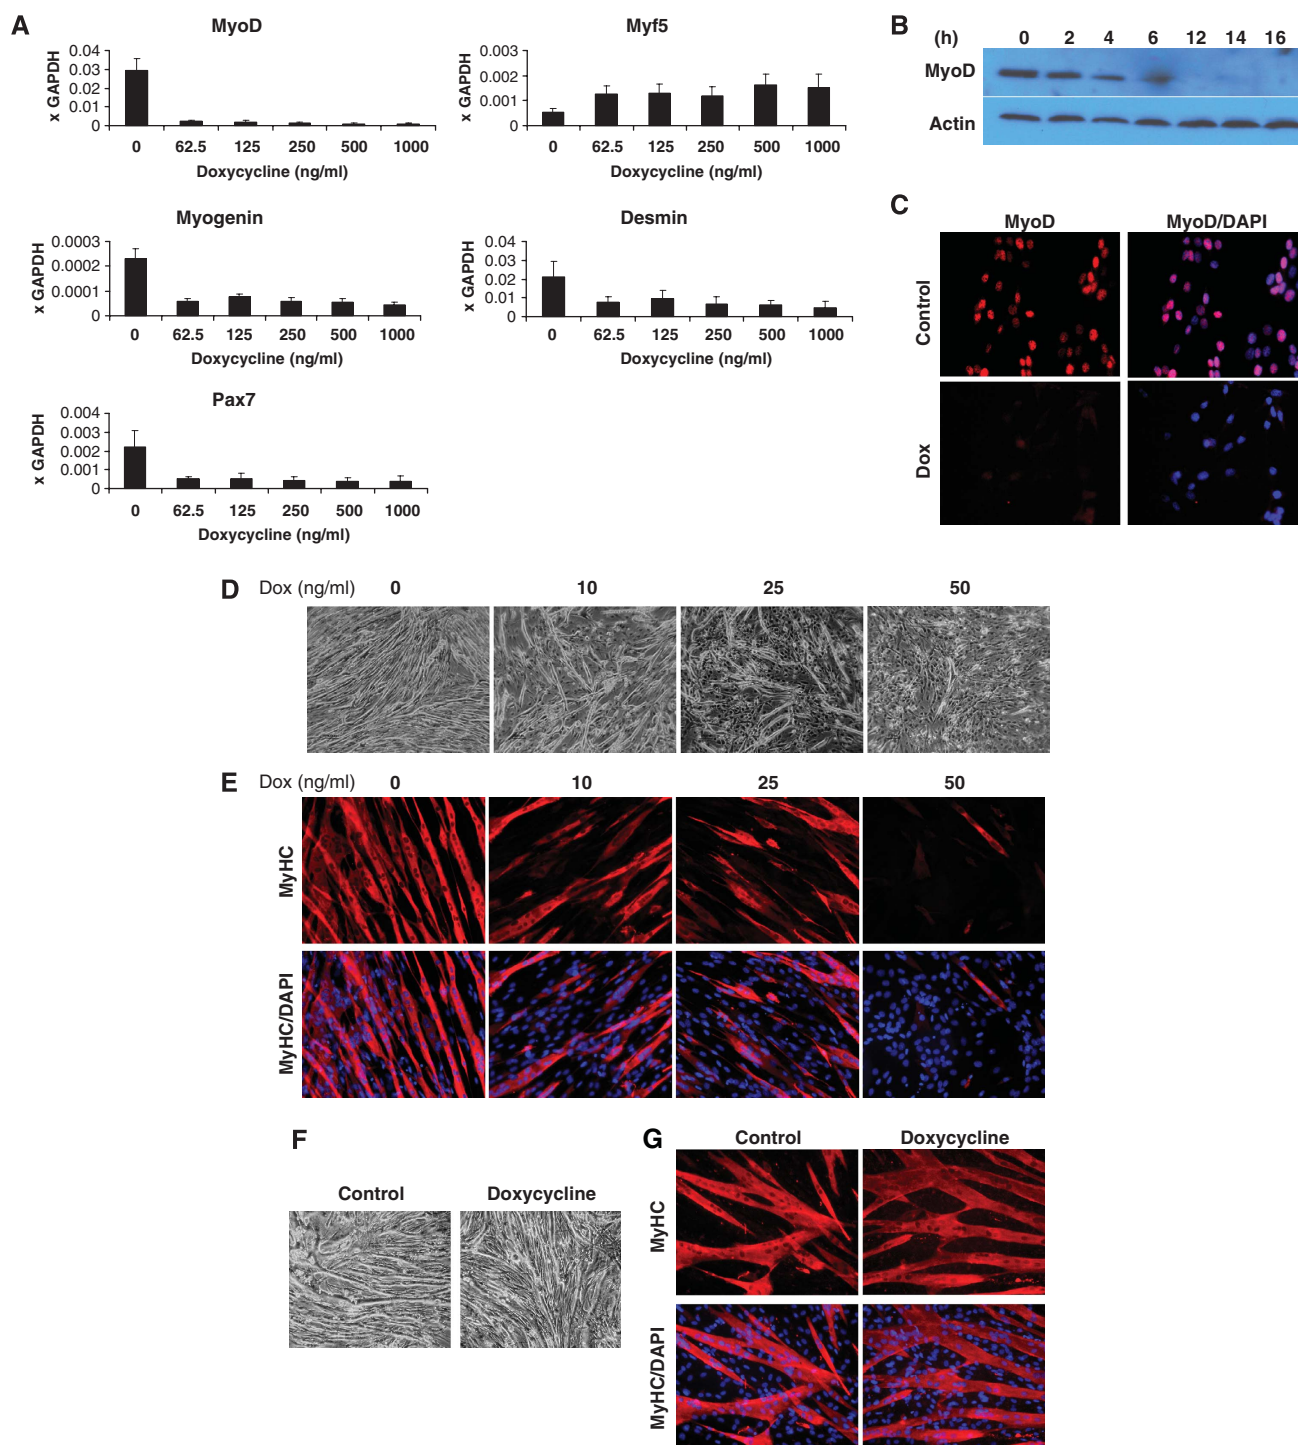 A
MyoD
x GAPDH
0.04
0.03
0.02
0.01
0
0 62.5 125 250 500 1000
Doxycycline (ng/ml)
Myf5
x GAPDH
0.003
0.002
0.001
0
0 62.5 125 250 500 1000
Doxycycline (ng/ml)
Myogenin
x GAPDH
0.0003
0.0002
0.0001
0
0 62.5 125 250 500 1000
Doxycycline (ng/ml)
Desmin
x GAPDH
0.04
0.03
0.02
0.01
0
0 62.5 125 250 500 1000
Doxycycline (ng/ml)
Pax7
x GAPDH
0.004
0.003
0.002
0.001
0
0 62.5 125 250 500 1000
Doxycycline (ng/ml)
B
(h) 0 2 4 6 12 14 16
MyoD
Actin
C
MyoD MyoD/DAPI
Control
Dox
D Dox (ng/ml) 0 10 25 50
E Dox (ng/ml) 0 10 25 50
MyHC
MyHC/DAPI
F
Control Doxycycline
G Control Doxycycline
MyHC
MyHC/DAPI